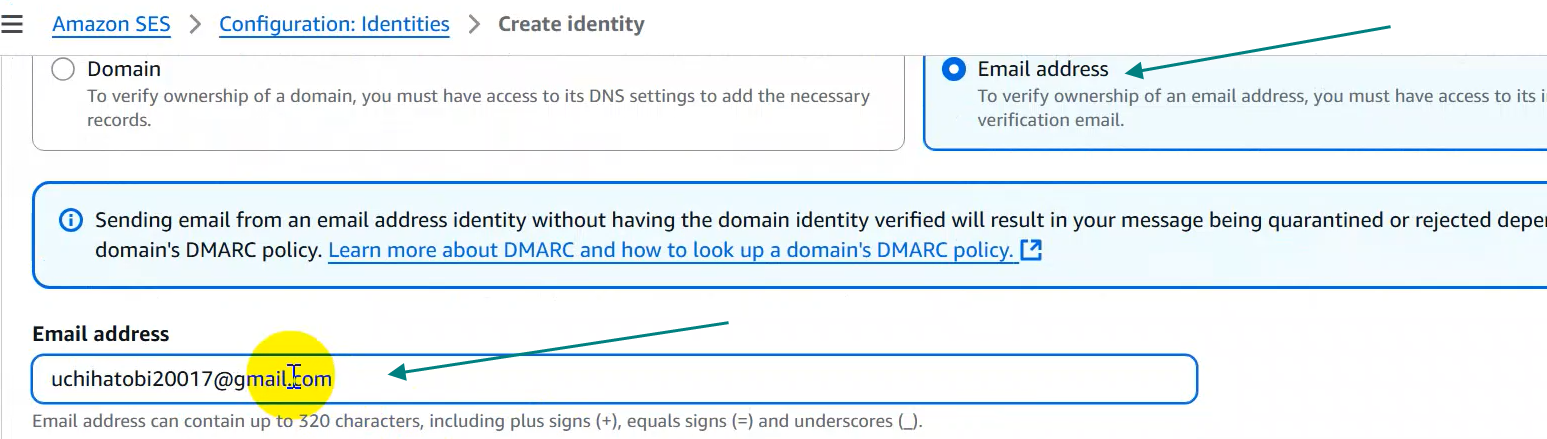 Amazon SES > Configuration: Identities > Create identity
Domain
To verify ownership of a domain, you must have access to its DNS settings to add the necessary
records.
Email address
To verify ownership of an email address, you must have access to its
verification email.
Sending email from an email address identity without having the domain identity verified will result in your message being quarantined or rejected
domain's DMARC policy. Learn more about DMARC and how to look up a domain's DMARC policy.
Email address
uchihatobi20017@gmail.com
Email address can contain up to 320 characters, including plus signs (+), equals signs (=) and underscores (_).